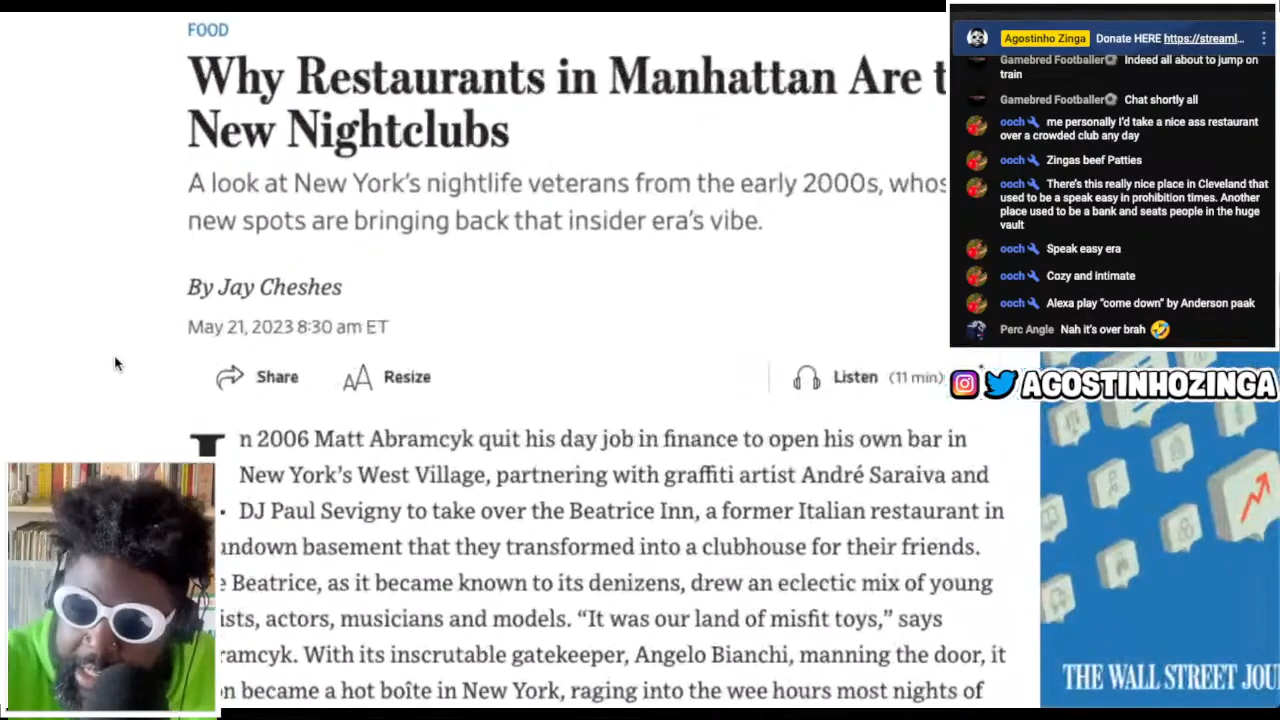 FOOD
Why Restaurants in Manhattan Are t
New Nightclubs
A look at New York's nightlife veterans from the early 2000s, whos
new spots are bringing back that insider era's vibe.
By Jay Cheshes
May 21, 2023 8:30 am ET
Share
Resize
Listen (11 min)
In 2006 Matt Abramcyk quit his day job in finance to open his own bar in
New York's West Village, partnering with graffiti artist André Saraiva and
DJ Paul Sevigny to take over the Beatrice Inn, a former Italian restaurant in
undown basement that they transformed into a clubhouse for their friends.
e Beatrice, as it became known to its denizens, drew an eclectic mix of young
ists, actors, musicians and models. “It was our land of misfit toys,” says
ramcyk. With its inscrutable gatekeeper, Angelo Bianchi, manning the door, it
n became a hot boîte in New York, raging into the wee hours most nights of
Agostinho Zinga Donate HERE https://streaml...
Gamebred Footballer⚽ Indeed all about to jump on
train
Gamebred Footballer⚽ Chat shortly all
ooch me personally I'd take a nice ass restaurant
over a crowded club any day
ooch Zingas beef Patties
ooch There's this really nice place in Cleveland that
used to be a speak easy in prohibition times. Another
place used to be a bank and seats people in the huge
vault
ooch Speak easy era
ooch Cozy and intimate
ooch Alexa play “come down” by Anderson paak
Perc Angle Nah it's over brah 🤣
AGOSTINHOZINGA
THE WALL STREET JOU